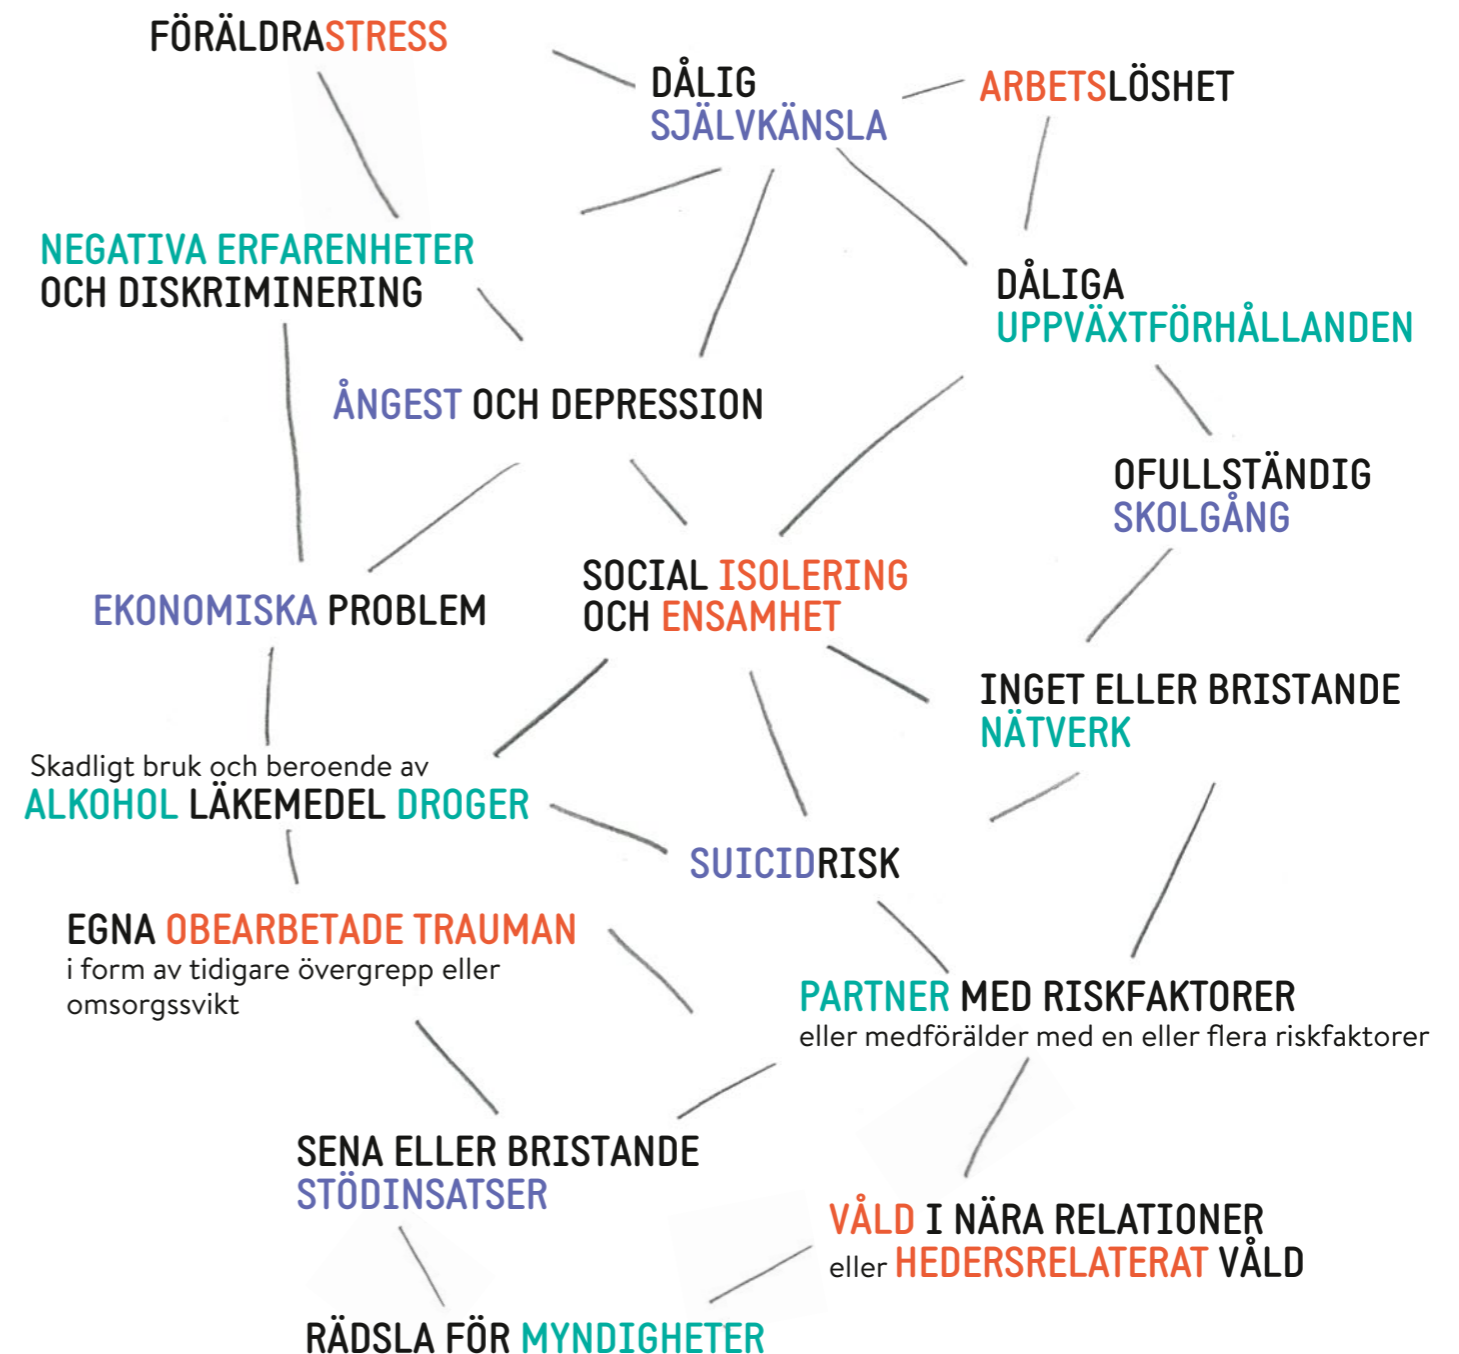 FÖRÄLDRASTRESS
DÅLIG
SJÄLVKÄNSLA
ARBETSLÖSHET
NEGATIVA ERFARENHETER
OCH DISKRIMINERING
DÅLIGA
UPPVÄXTFÖRHÅLLANDEN
ÅNGEST OCH DEPRESSION
OFULLSTÄNDIG
SKOLGÅNG
SOCIAL ISOLERING
OCH ENSAMHET
EKONOMISKA PROBLEM
INGET ELLER BRISTANDE
NÄTVERK
Skadligt bruk och beroende av
ALKOHOL LÄKEMEDEL DROGER
SUICIDRISK
EGNA OBEARBETADE TRAUMAN
i form av tidigare övergrepp eller
omsorgssvikt
PARTNER MED RISKFAKTORER
eller medförälder med en eller flera riskfaktorer
SENA ELLER BRISTANDE
STÖDINSATSER
VÅLD I NÄRA RELATIONER
eller HEDERSRELATERAT VÅLD
RÄDSLA FÖR MYNDIGHETER